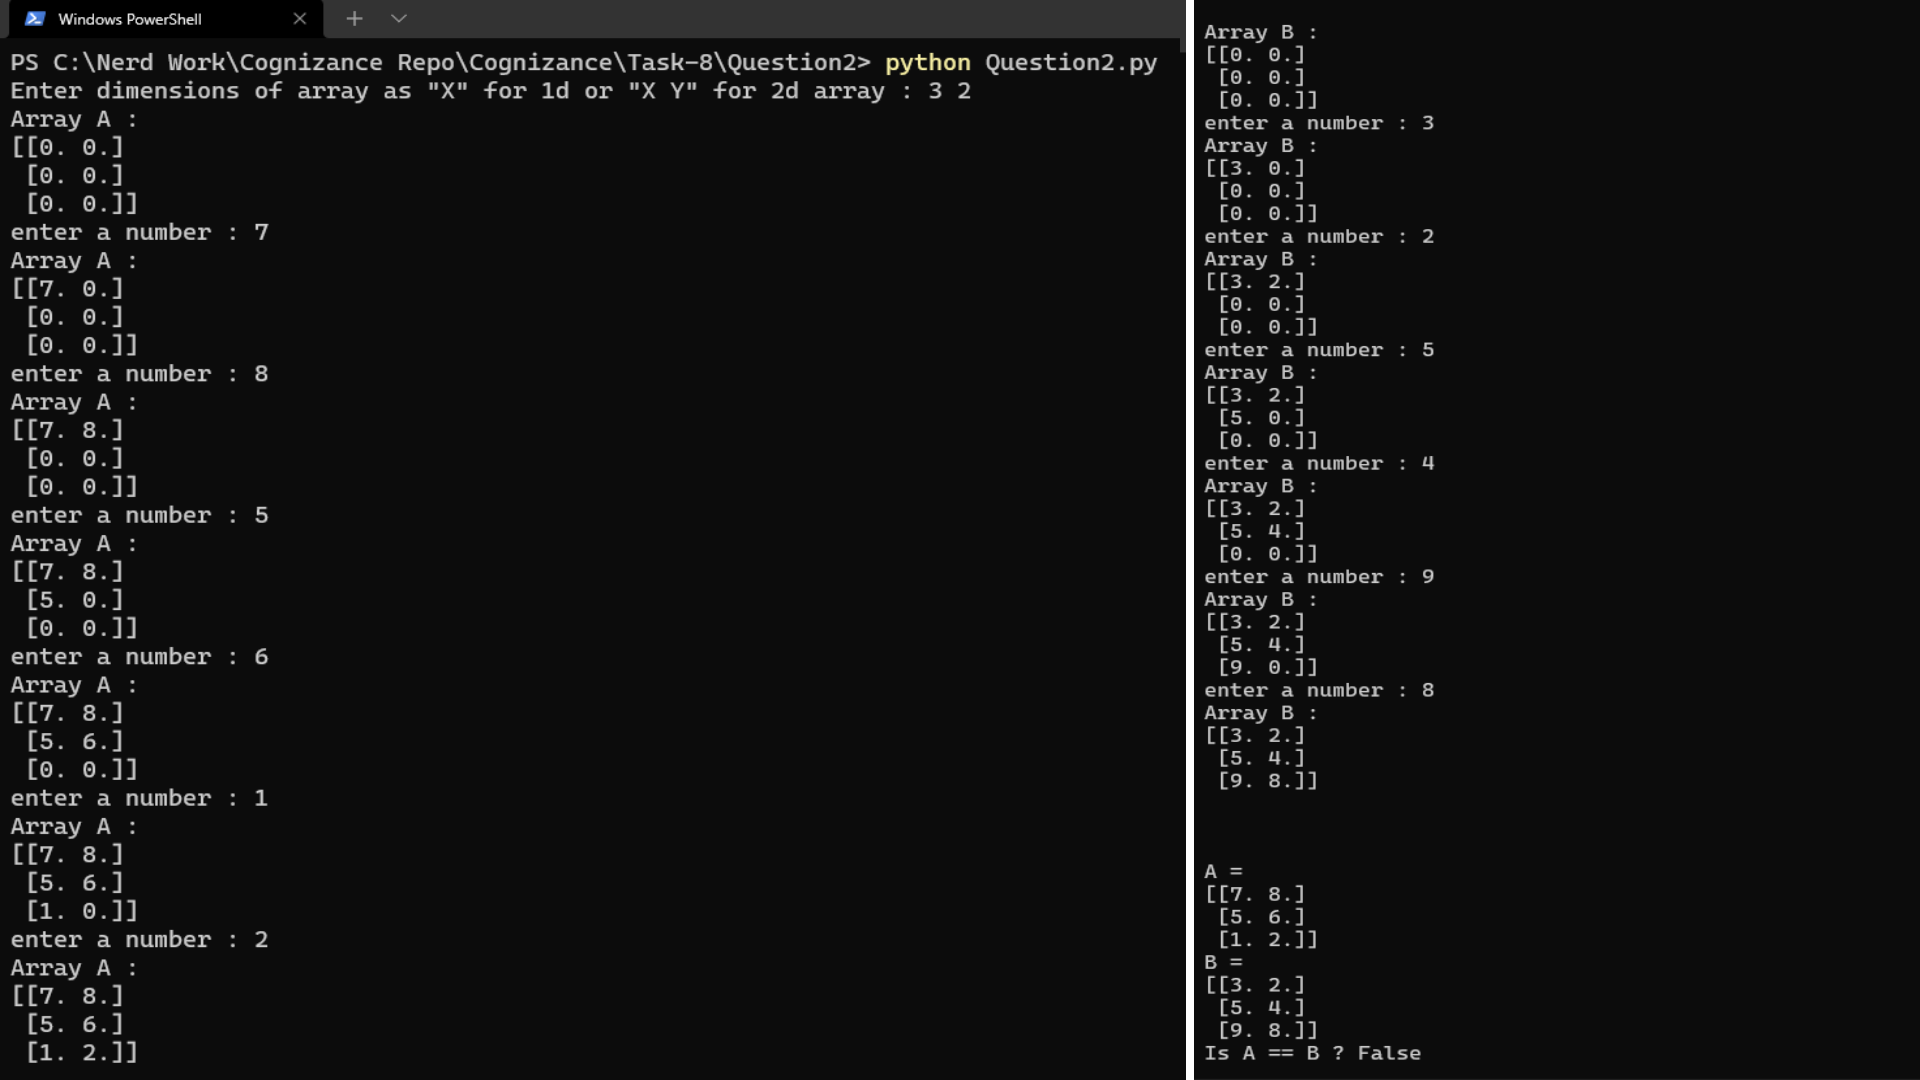 Windows PowerShell
PS C:\Nerd Work\Cognizance Repo\Cognizance\Task-8\Question2> python Question2.py
Enter dimensions of array as "X" for 1d or "X Y" for 2d array : 3 2
Array A :
[[0. 0.]
 [0. 0.]
 [0. 0.]]
enter a number : 7
Array A :
[[7. 0.]
 [0. 0.]
 [0. 0.]]
enter a number : 8
Array A :
[[7. 8.]
 [0. 0.]
 [0. 0.]]
enter a number : 5
Array A :
[[7. 8.]
 [5. 0.]
 [0. 0.]]
enter a number : 6
Array A :
[[7. 8.]
 [5. 6.]
 [0. 0.]]
enter a number : 1
Array A :
[[7. 8.]
 [5. 6.]
 [1. 0.]]
enter a number : 2
Array A :
[[7. 8.]
 [5. 6.]
 [1. 2.]]
Array B :
[[0. 0.]
 [0. 0.]
 [0. 0.]]
enter a number : 3
Array B :
[[3. 0.]
 [0. 0.]
 [0. 0.]]
enter a number : 2
Array B :
[[3. 2.]
 [0. 0.]
 [0. 0.]]
enter a number : 5
Array B :
[[3. 2.]
 [5. 0.]
 [0. 0.]]
enter a number : 4
Array B :
[[3. 2.]
 [5. 4.]
 [0. 0.]]
enter a number : 9
Array B :
[[3. 2.]
 [5. 4.]
 [9. 0.]]
enter a number : 8
Array B :
[[3. 2.]
 [5. 4.]
 [9. 8.]]
A =
[[7. 8.]
 [5. 6.]
 [1. 2.]]
B =
[[3. 2.]
 [5. 4.]
 [9. 8.]]
Is A == B ? False